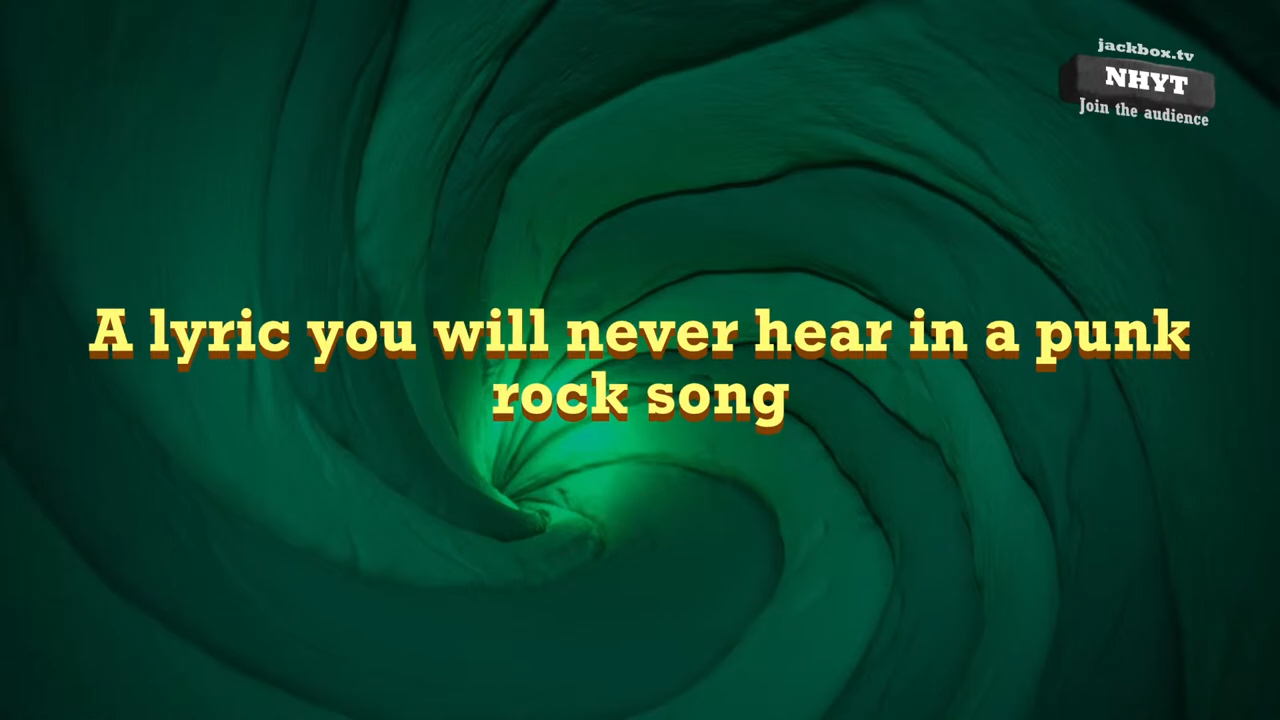 jackbox.tv
NHYT
Join the audience
A lyric you will never hear in a punk
rock song